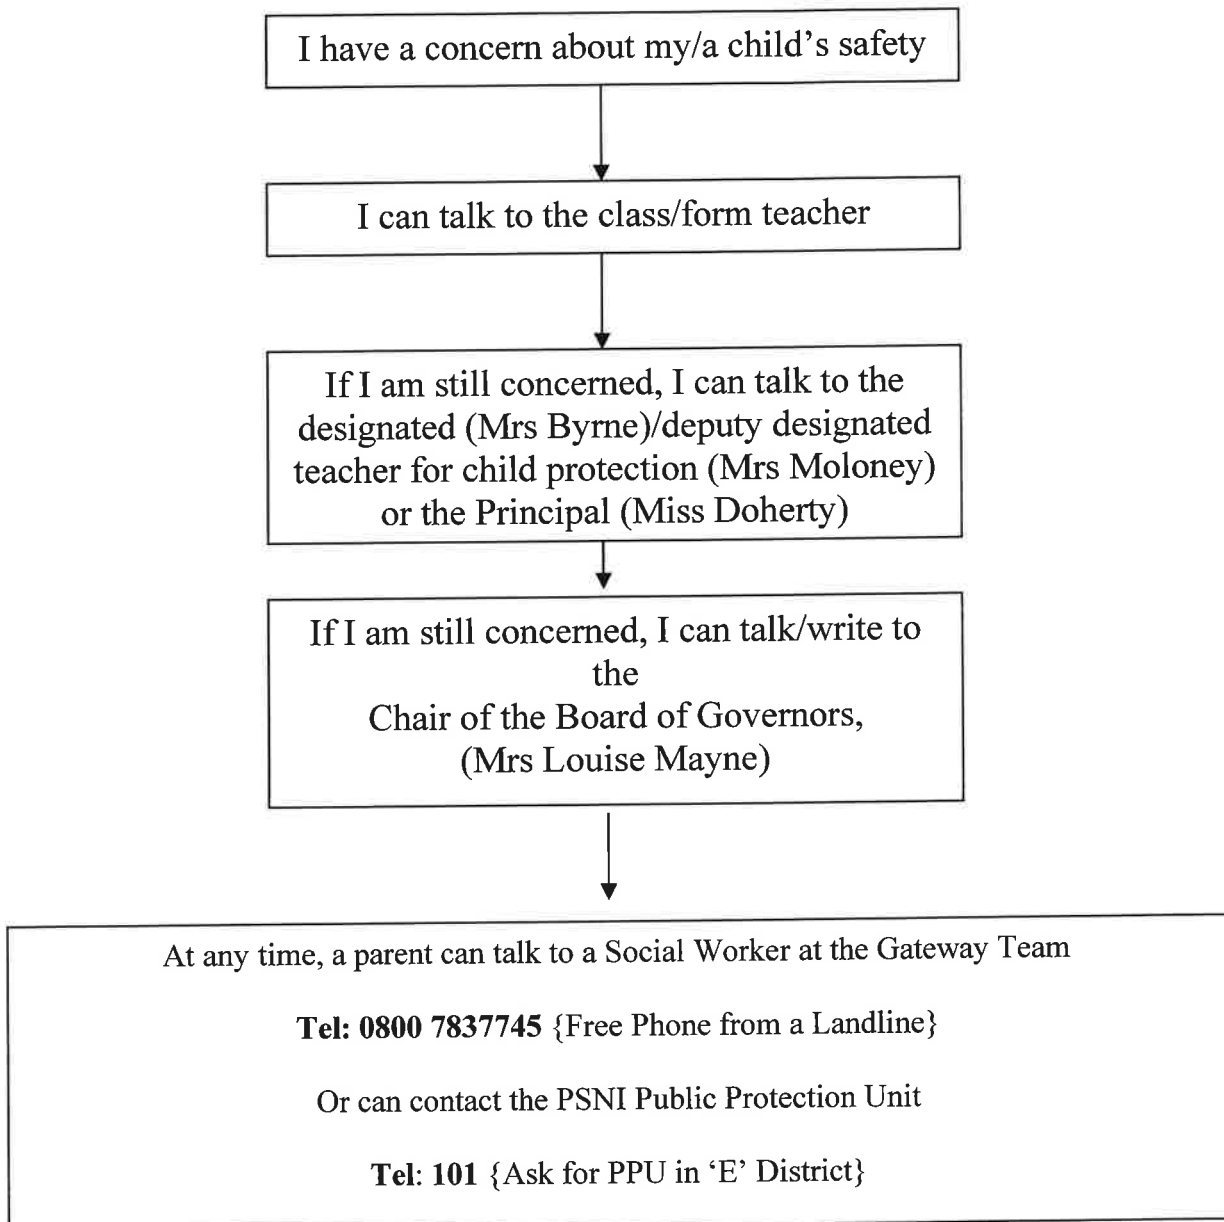 I have a concern about my/a child's safety
I can talk to the class/form teacher
If I am still concerned, I can talk to the
designated (Mrs Byrne)/deputy designated
teacher for child protection (Mrs Moloney)
or the Principal (Miss Doherty)
If I am still concerned, I can talk/write to
the
Chair of the Board of Governors,
(Mrs Louise Mayne)
At any time, a parent can talk to a Social Worker at the Gateway Team
Tel: 0800 7837745 {Free Phone from a Landline}
Or can contact the PSNI Public Protection Unit
Tel: 101 {Ask for PPU in ‘E’ District}